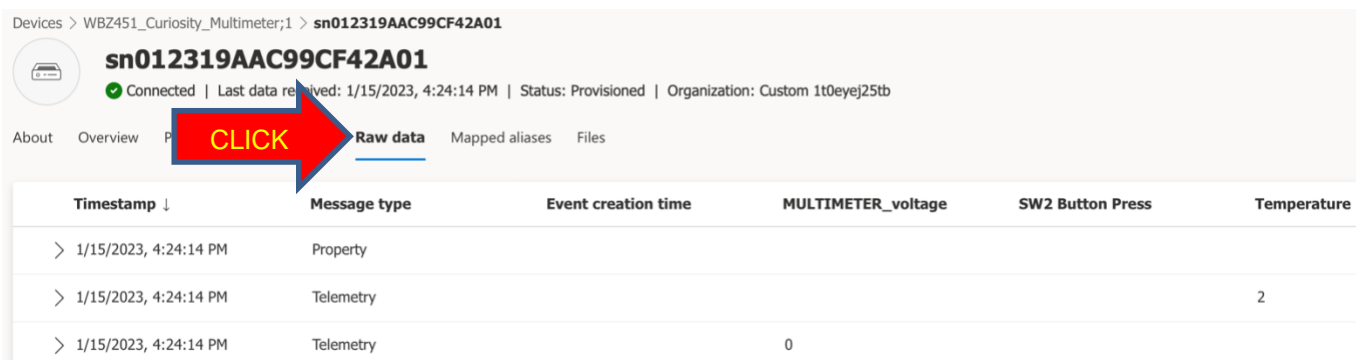 Devices > WBZ451_Curiosity_Multimeter;1 > sn012319AAC99CF42A01
sn012319AAC99CF42A01
Connected | Last data received: 1/15/2023, 4:24:14 PM | Status: Provisioned | Organization: Custom 1t0eyej25tb
About Overview CLICK Raw data Mapped aliases Files
Timestamp ↓ Message type Event creation time MULTIMETER_voltage SW2 Button Press Temperature
> 1/15/2023, 4:24:14 PM Property
> 1/15/2023, 4:24:14 PM Telemetry 2
> 1/15/2023, 4:24:14 PM Telemetry 0